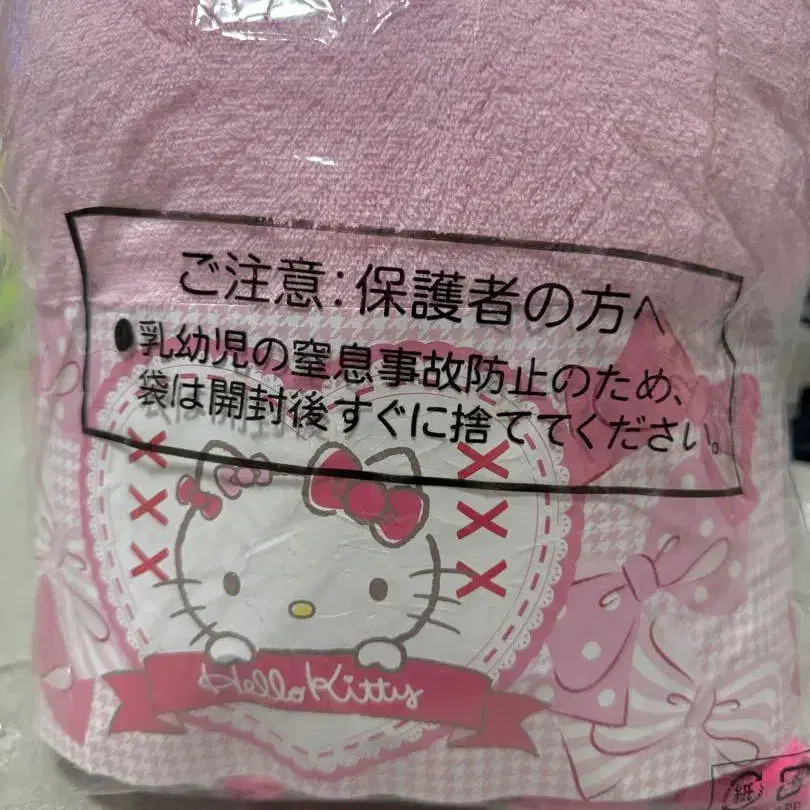 ご注意:保護者の方へ
●乳幼児の窒息事故防止のため、
袋は開封後すぐに捨ててください。
Hello Kitty
紙